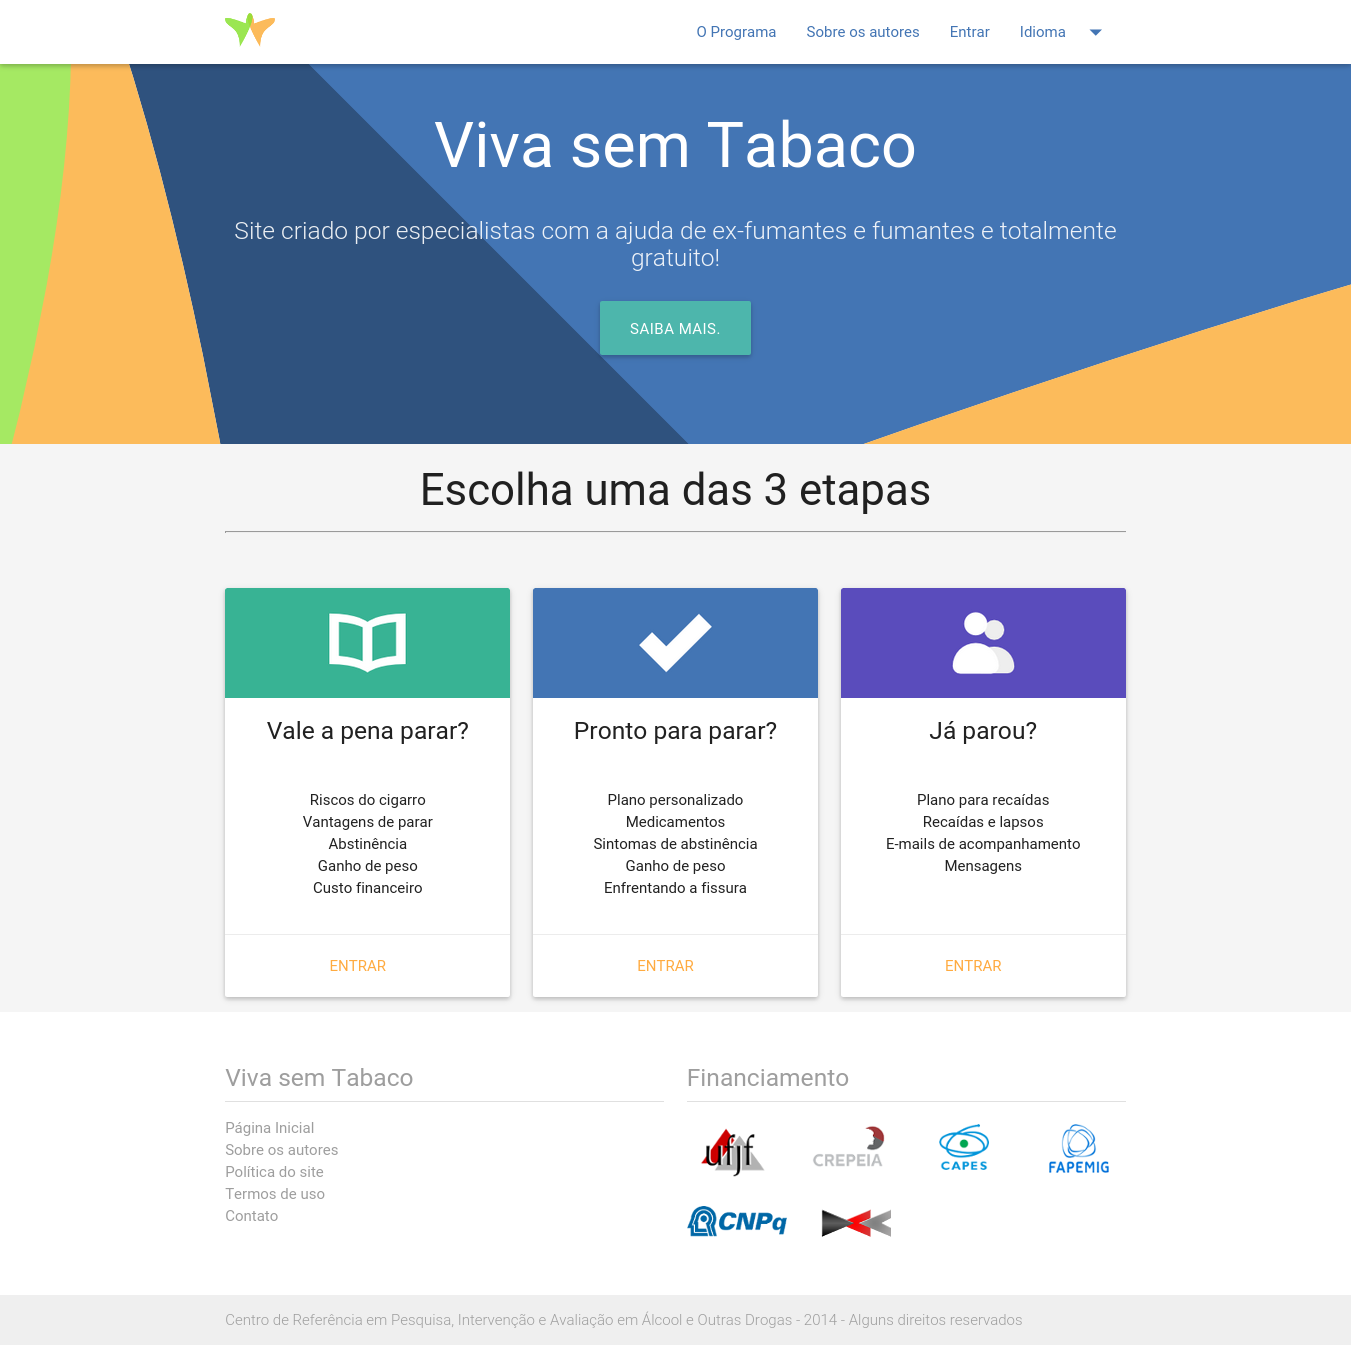 O Programa
Sobre os autores
Entrar
Idioma
Viva sem Tabaco
Site criado por especialistas com a ajuda de ex-fumantes e fumantes e totalmente
gratuito!
SAIBA MAIS.
Escolha uma das 3 etapas
Vale a pena parar?
Riscos do cigarro
Vantagens de parar
Abstinência
Ganho de peso
Custo financeiro
ENTRAR
Pronto para parar?
Plano personalizado
Medicamentos
Sintomas de abstinência
Ganho de peso
Enfrentando a fissura
ENTRAR
Já parou?
Plano para recaídas
Recaídas e lapsos
E-mails de acompanhamento
Mensagens
ENTRAR
Viva sem Tabaco
Página Inicial
Sobre os autores
Política do site
Termos de uso
Contato
Financiamento
ufjf
CREPEIA
CAPES
FAPEMIG
CNPq
Centro de Referência em Pesquisa, Intervenção e Avaliação em Álcool e Outras Drogas - 2014 - Alguns direitos reservados